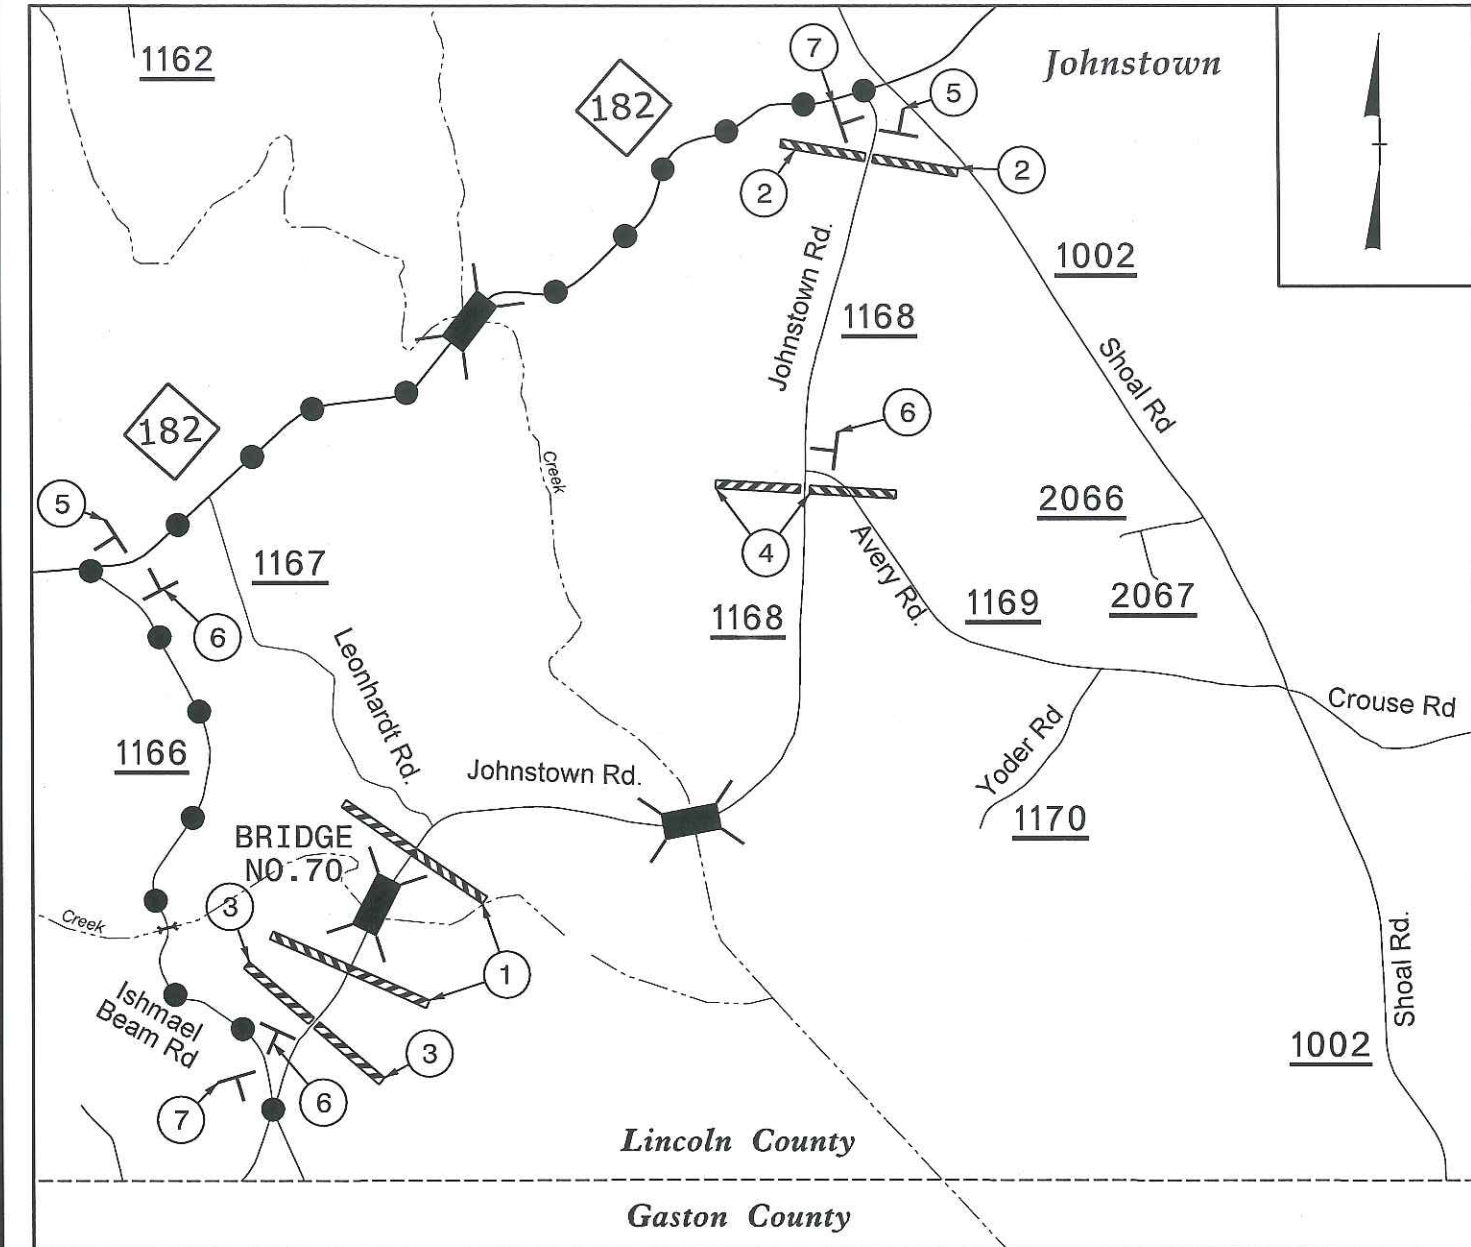 1162
182
7
Johnstown
5
2
2
1002
Johnstown Rd.
1168
Shoal Rd
6
182
Creek
5
4
2066
Avery Rd.
1167
1169
2067
1168
6
Leonhardt Rd.
Crouse Rd
1166
Yoder Rd
Johnstown Rd.
1170
BRIDGE
NO.70
3
Creek
1
Shoal Rd.
Ishmael
Beam Rd
3
1002
7
6
Lincoln County
Gaston County